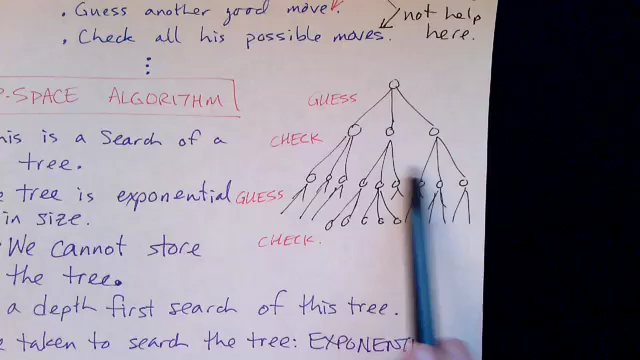 . Guess another good move.
. Check all his possible moves.
not help
here.
P-SPACE ALGORITHM
GUESS
CHECK
GUESS
CHECK.
is a Search of a
tree.
tree is exponential
in size.
We cannot store
the tree.
a depth first search of this tree.
taken to search the tree: